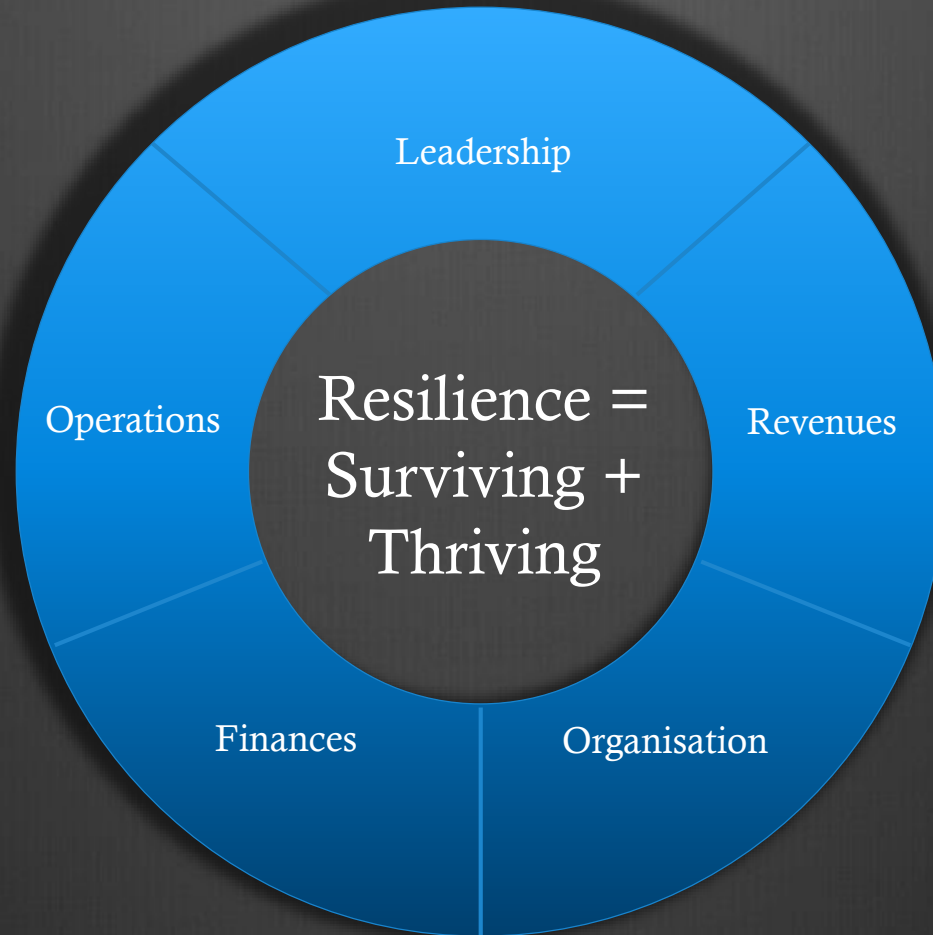 Leadership
Operations
Resilience =
Surviving +
Thriving
Revenues
Finances
Organisation